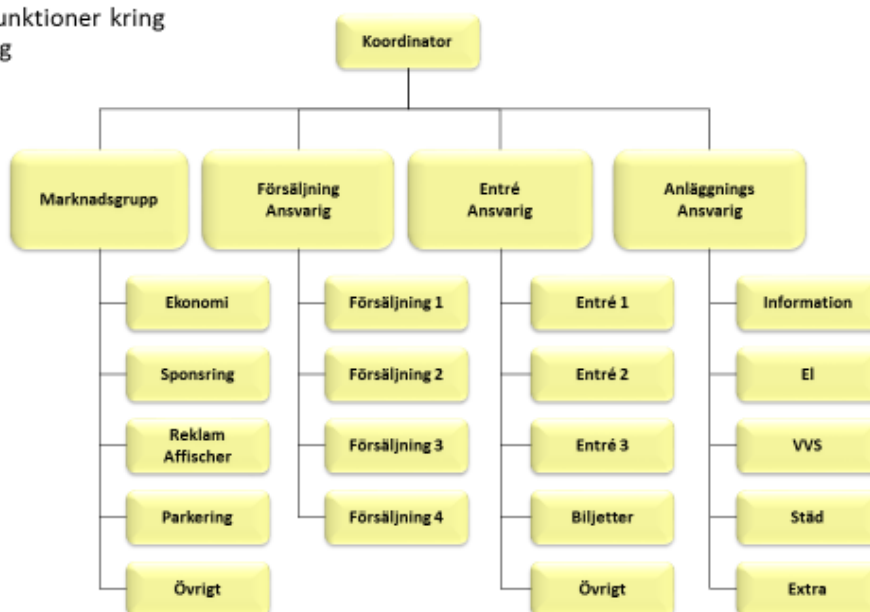 unktioner kring
g
Koordinator
Marknadsgrupp
Försäljning
Ansvarig
Entré
Ansvarig
Anläggnings
Ansvarig
Ekonomi
Sponsring
Reklam
Affischer
Parkering
Övrigt
Försäljning 1
Försäljning 2
Försäljning 3
Försäljning 4
Entré 1
Entré 2
Entré 3
Biljetter
Övrigt
Information
El
VVS
Städ
Extra